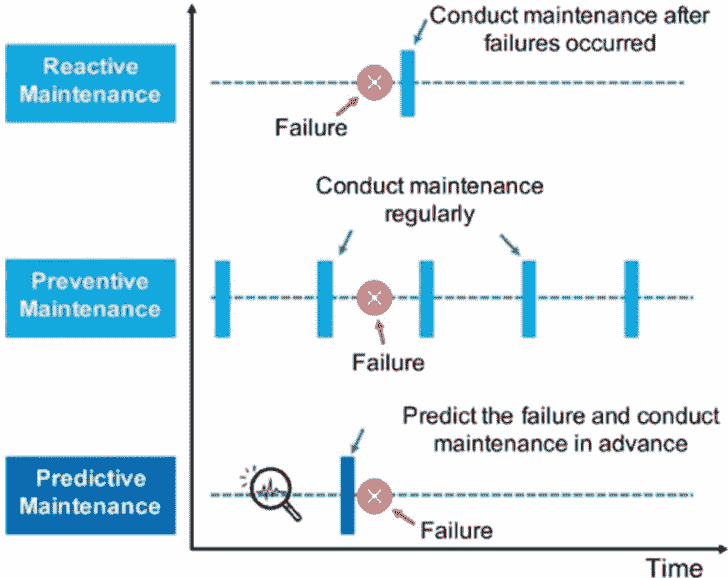 Conduct maintenance after
failures occurred
Reactive
Maintenance
Failure
Conduct maintenance
regularly
Preventive
Maintenance
Failure
Predict the failure and conduct
maintenance in advance
Predictive
Maintenance
Failure
Time